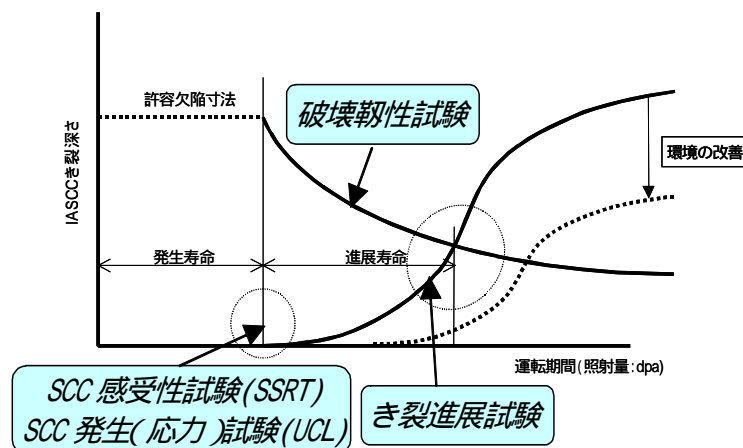 許容欠陥寸法
破壊靭性試験
IASCCき裂深さ
環境の改善
発生寿命
進展寿命
運転期間(照射量:dpa)
SCC 感受性試験(SSRT)
SCC 発生(応力)試験(UCL)
き裂進展試験